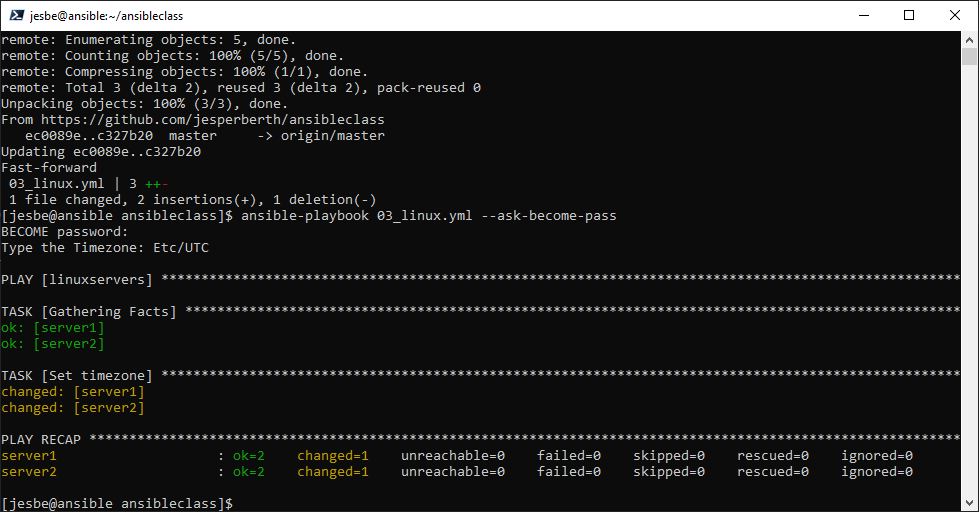 jesbe@ansible:~/ansibleclass
remote: Enumerating objects: 5, done.
remote: Counting objects: 100% (5/5), done.
remote: Compressing objects: 100% (1/1), done.
remote: Total 3 (delta 2), reused 3 (delta 2), pack-reused 0
Unpacking objects: 100% (3/3), done.
From https://github.com/jesperberth/ansibleclass
   ec0089e..c327b20  master     -> origin/master
Updating ec0089e..c327b20
Fast-forward
 03_linux.yml | 3 ++-
 1 file changed, 2 insertions(+), 1 deletion(-)
[jesbe@ansible ansibleclass]$ ansible-playbook 03_linux.yml --ask-become-pass
BECOME password:
Type the Timezone: Etc/UTC
PLAY [linuxservers] ****************************************************************************************************
TASK [Gathering Facts] *************************************************************************************************
ok: [server1]
ok: [server2]
TASK [Set timezone] ****************************************************************************************************
changed: [server1]
changed: [server2]
PLAY RECAP *************************************************************************************************************
server1                    : ok=2    changed=1    unreachable=0    failed=0    skipped=0    rescued=0    ignored=0
server2                    : ok=2    changed=1    unreachable=0    failed=0    skipped=0    rescued=0    ignored=0
[jesbe@ansible ansibleclass]$